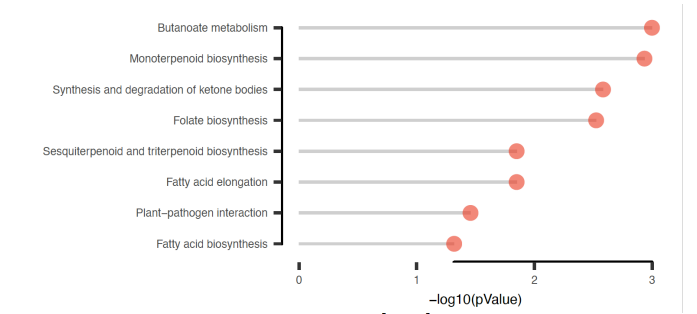 Butanoate metabolism
Monoterpenoid biosynthesis
Synthesis and degradation of ketone bodies
Folate biosynthesis
Sesquiterpenoid and triterpenoid biosynthesis
Fatty acid elongation
Plant−pathogen interaction
Fatty acid biosynthesis
0 1 2 3
−log10(pValue)